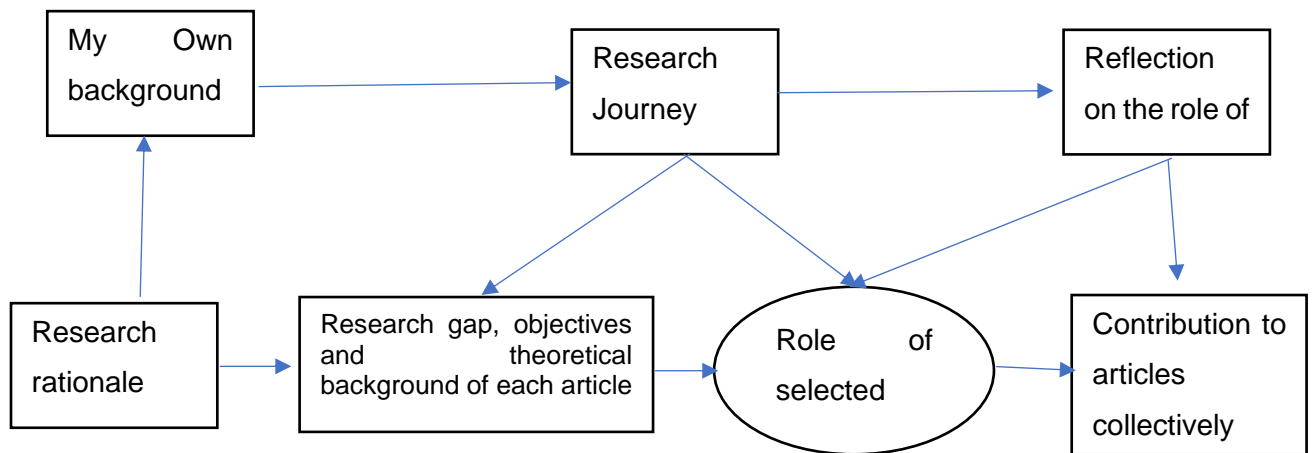 My Own
background
Research
Journey
Reflection
on the role of
Research
rationale
Research gap, objectives
and theoretical
background of each article
Role of
selected
Contribution to
articles
collectively